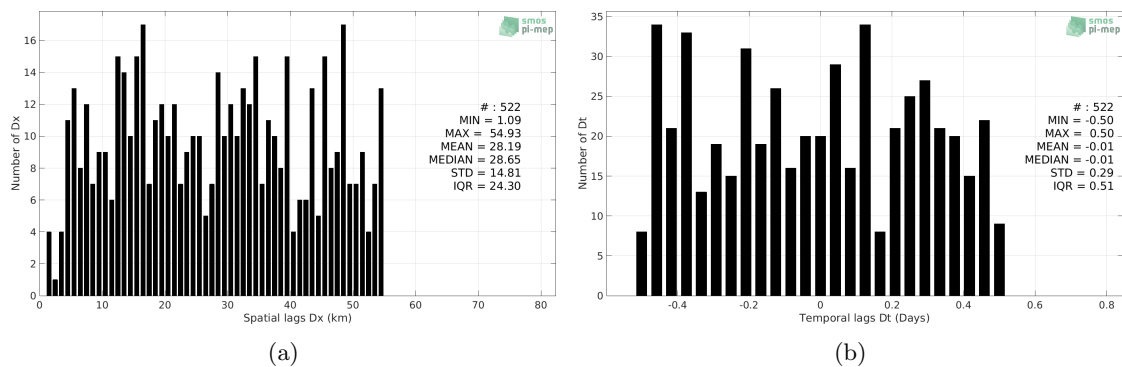 smos
pi-mep
Number of Dx
16
14
12
10
8
6
4
2
0
# : 522
MIN = 1.09
MAX = 54.93
MEAN = 28.19
MEDIAN = 28.65
STD = 14.81
IQR = 24.30
0 10 20 30 40 50 60 70 80
Spatial lags Dx (km)
(a)
smos
pi-mep
Number of Dt
35
30
25
20
15
10
5
0
# : 522
MIN = -0.50
MAX = 0.50
MEAN = -0.01
MEDIAN = -0.01
STD = 0.29
IQR = 0.51
-0.4 -0.2 0 0.2 0.4 0.6 0.8
Temporal lags Dt (Days)
(b)